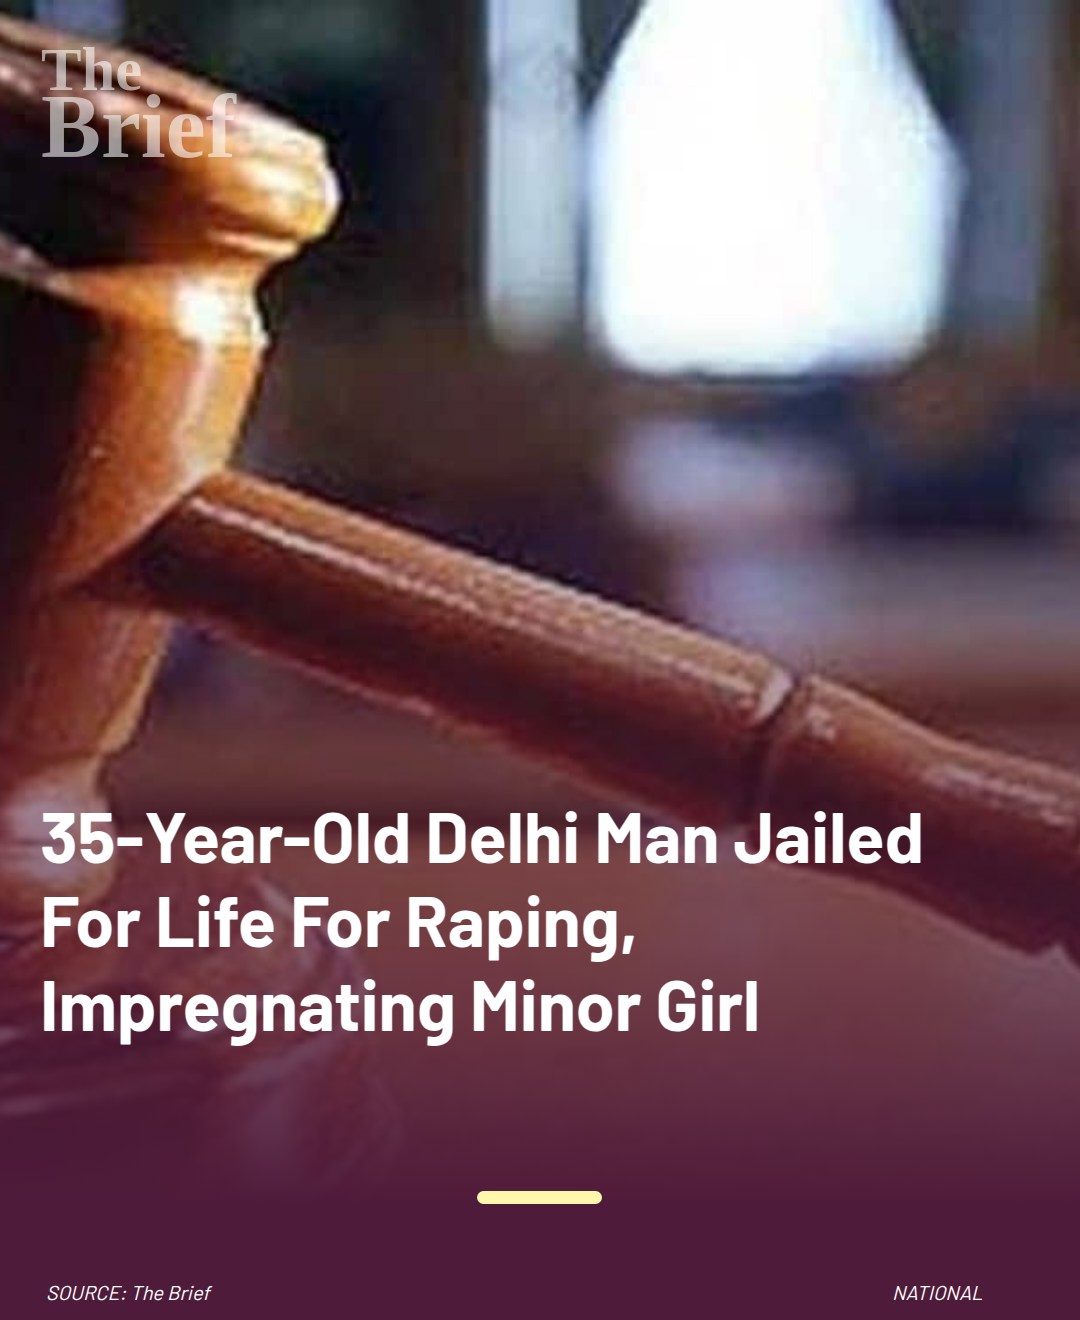 The
Brief
35-Year-Old Delhi Man Jailed
For Life For Raping,
Impregnating Minor Girl
SOURCE: The Brief
NATIONAL